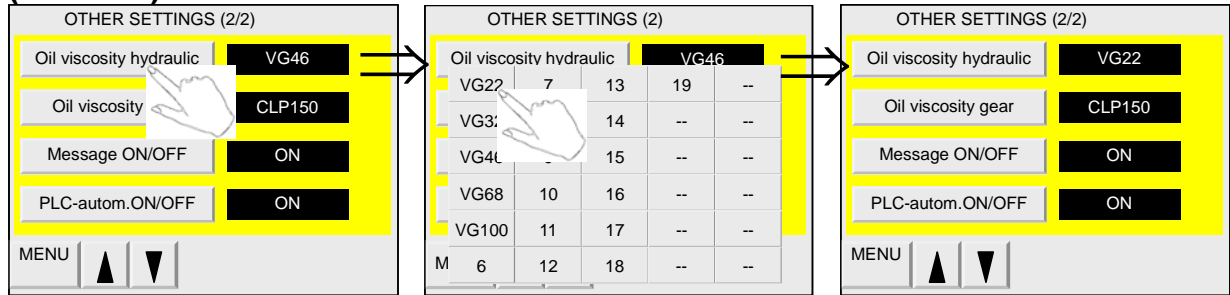 OTHER SETTINGS (2/2)
Oil viscosity hydraulic VG46
Oil viscosity CLP150
Message ON/OFF ON
PLC-autom.ON/OFF ON
MENU
OTHER SETTINGS (2)
Oil viscosity hydraulic VG46
VG22 7 13 19 --
VG32 14 -- --
VG46 15 -- --
VG68 10 16 -- --
VG100 11 17 -- --
M 6 12 18 -- --
OTHER SETTINGS (2/2)
Oil viscosity hydraulic VG22
Oil viscosity gear CLP150
Message ON/OFF ON
PLC-autom.ON/OFF ON
MENU